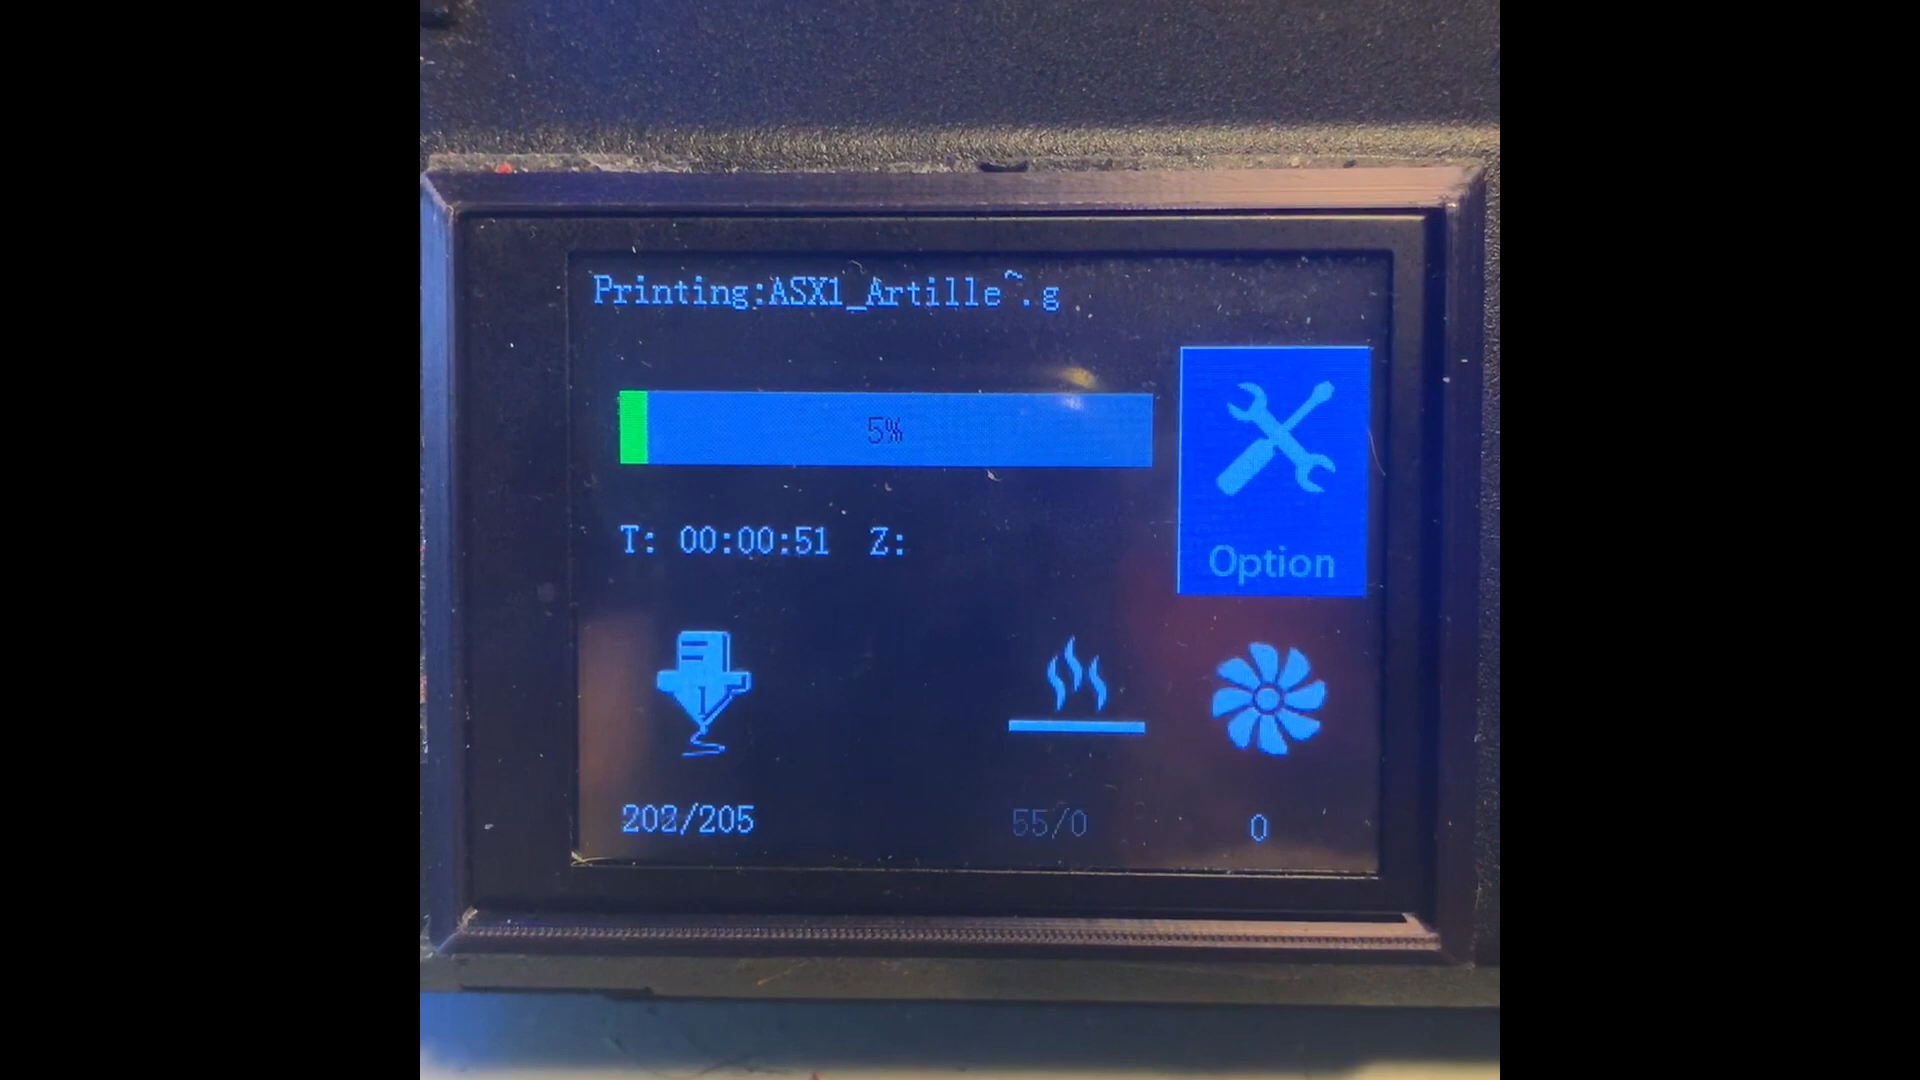 Printing:ASX1_Artille~.g
5%
T: 00:00:51 Z:
Option
202/205
55/0
0